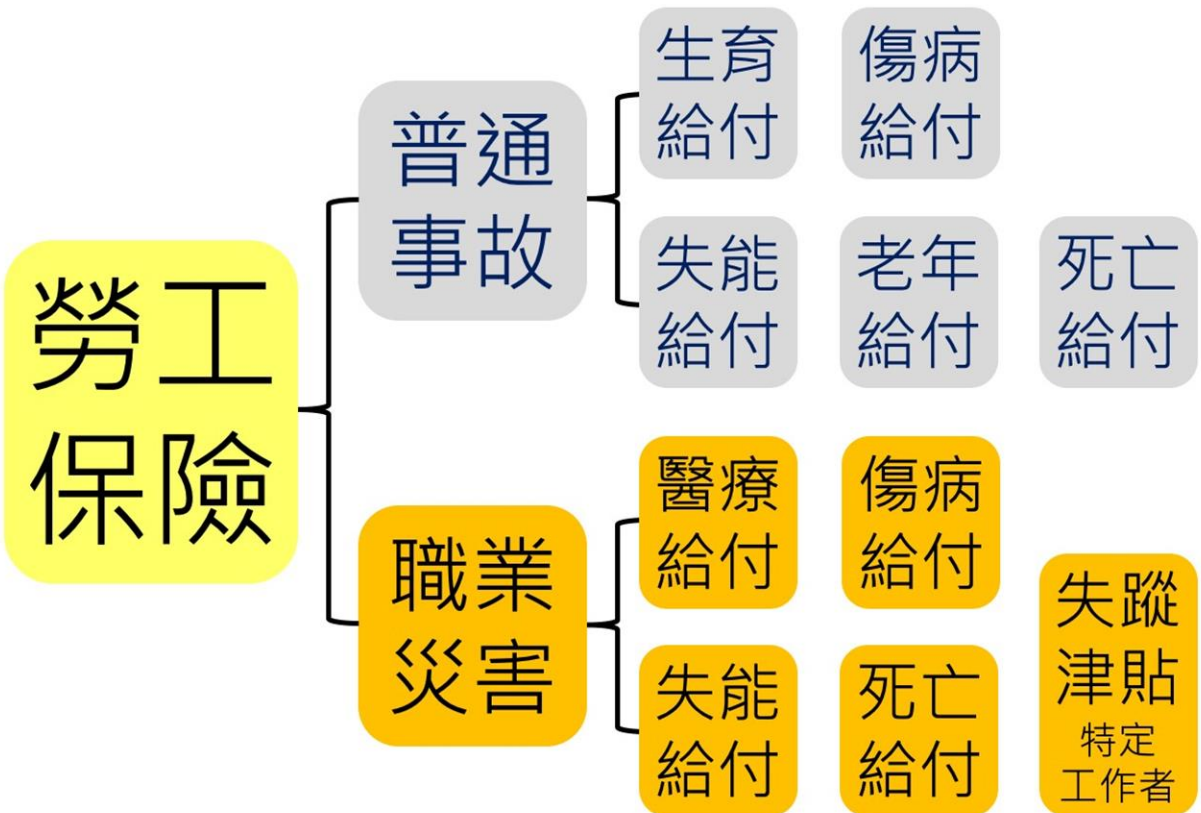 勞工
保險
普通
事故
生育
給付
傷病
給付
失能
給付
老年
給付
死亡
給付
職業
災害
醫療
給付
傷病
給付
失能
給付
死亡
給付
失蹤
津貼
特定
工作者